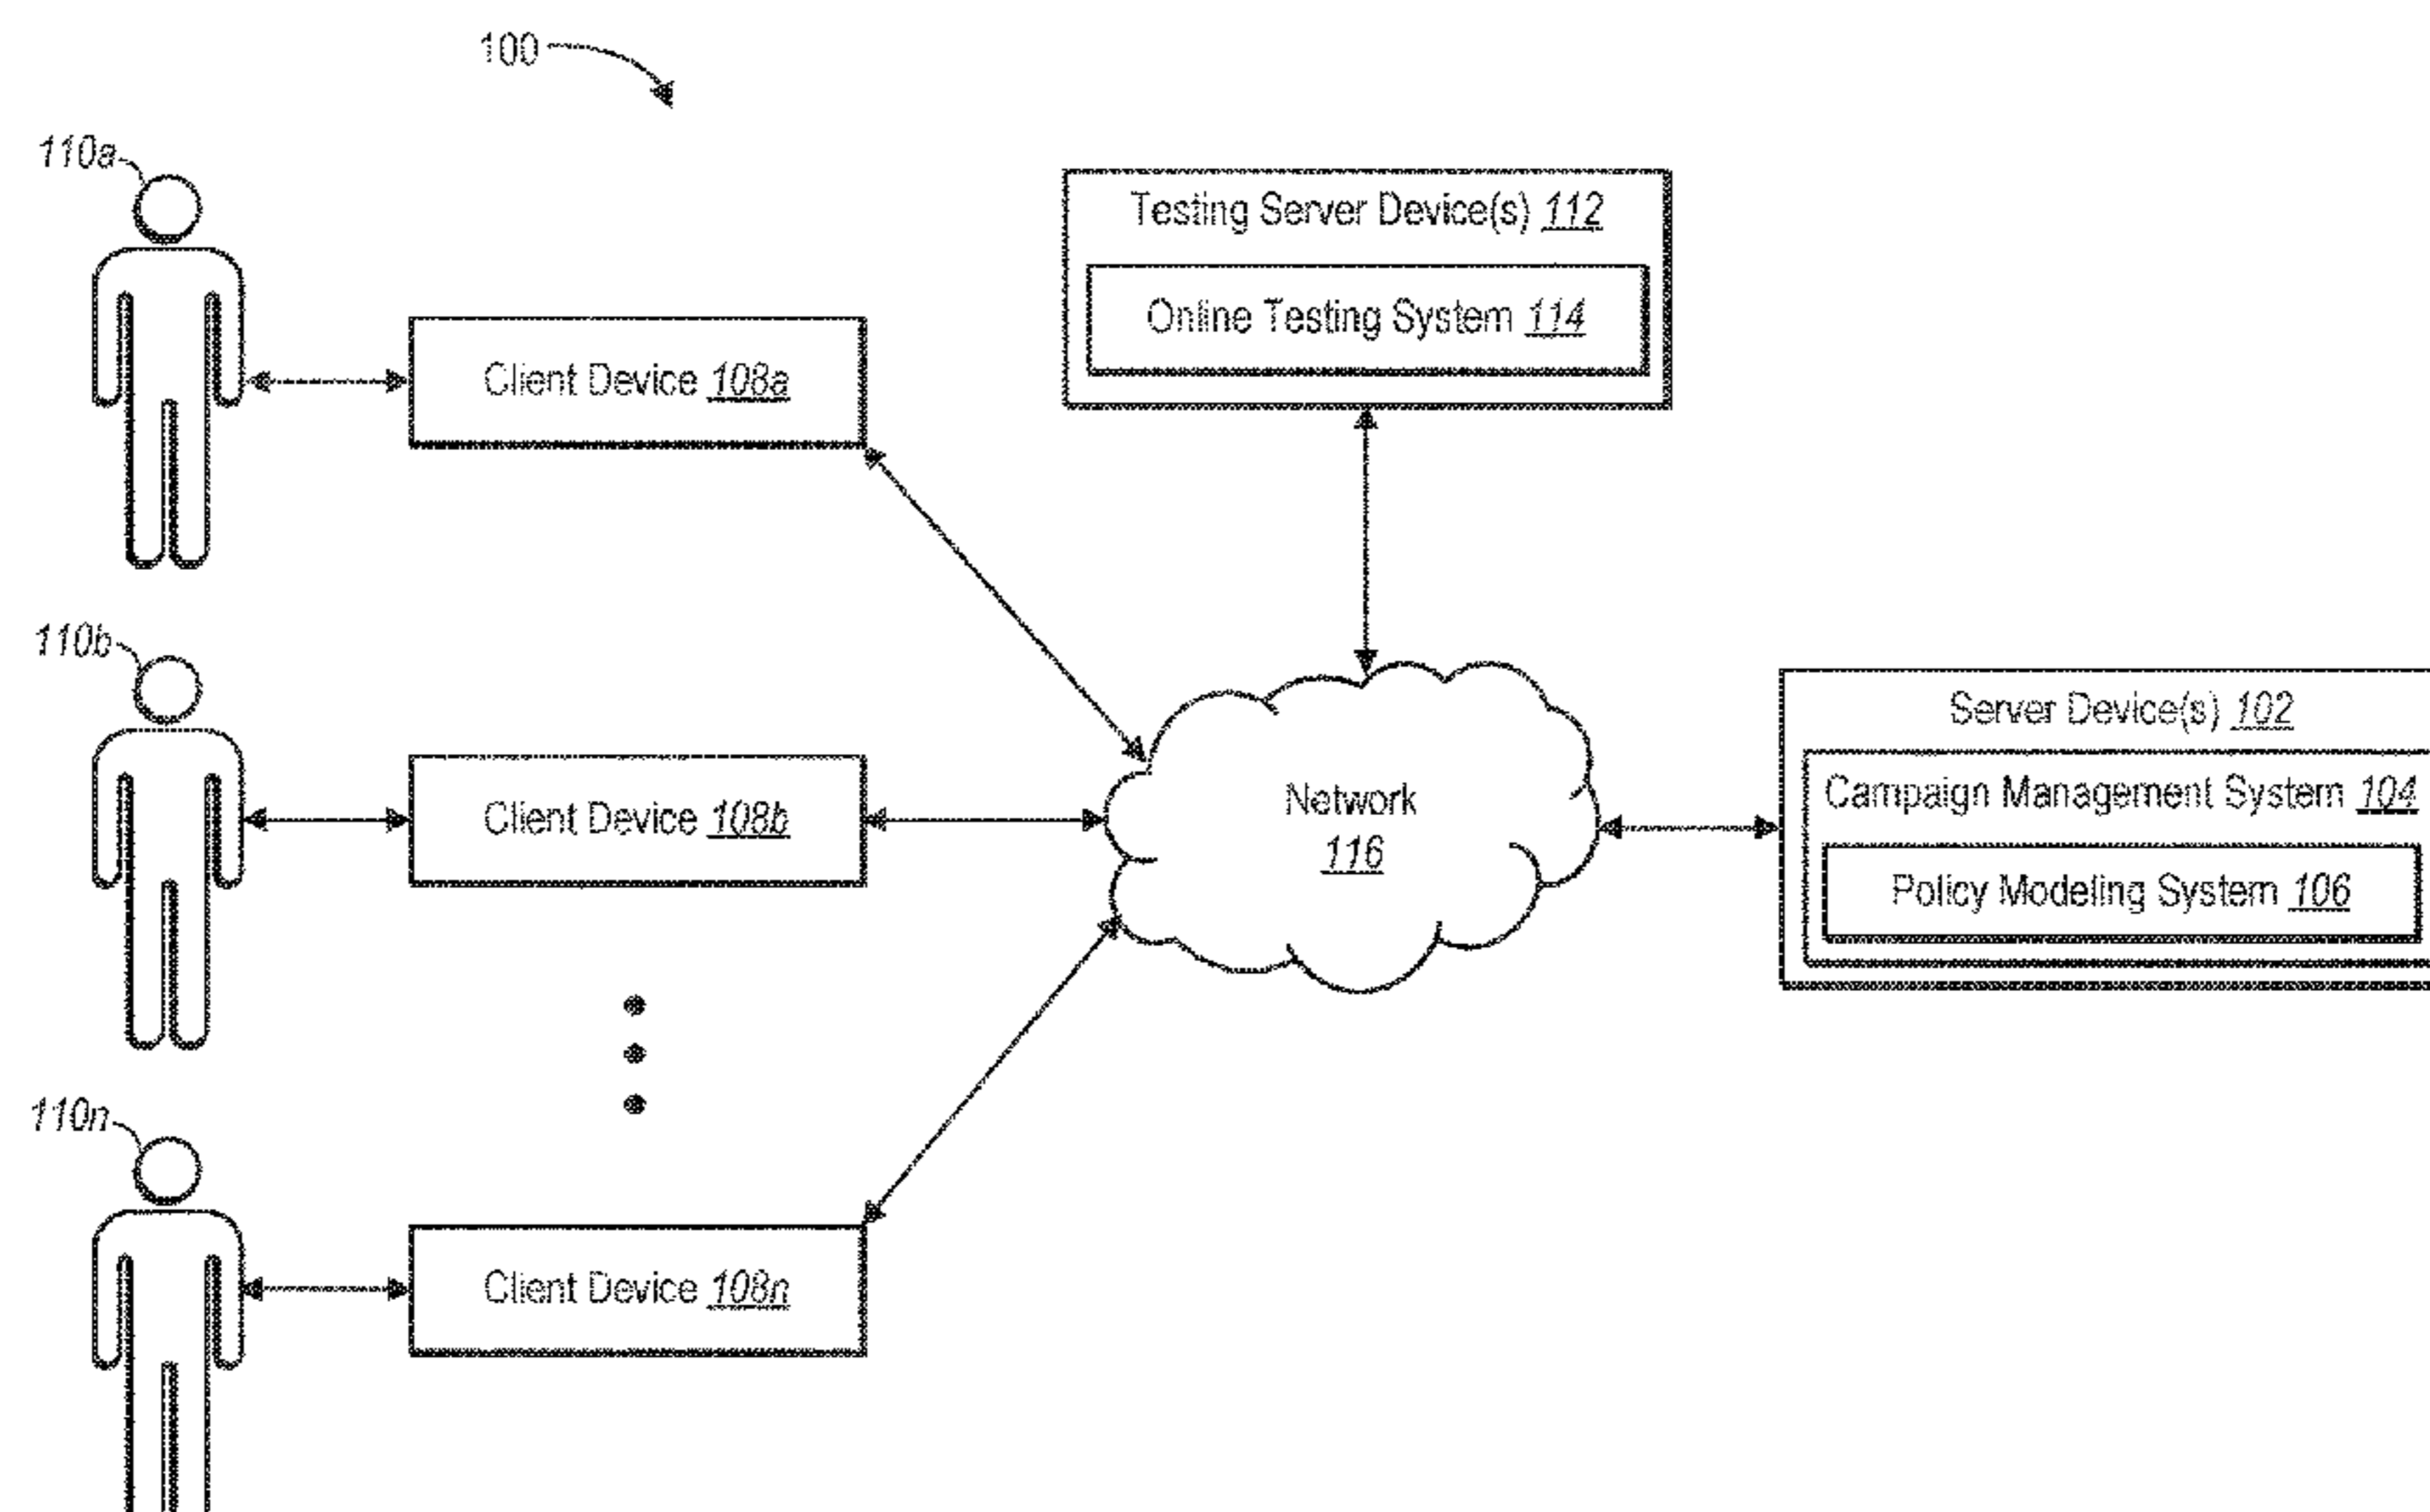 100
110a
Testing Server Device(s) 112
Online Testing System 114
Client Device 108a
110b
Server Device(s) 102
Campaign Management System 104
Policy Modeling System 106
Client Device 108b
Network
116
110n
Client Device 108n